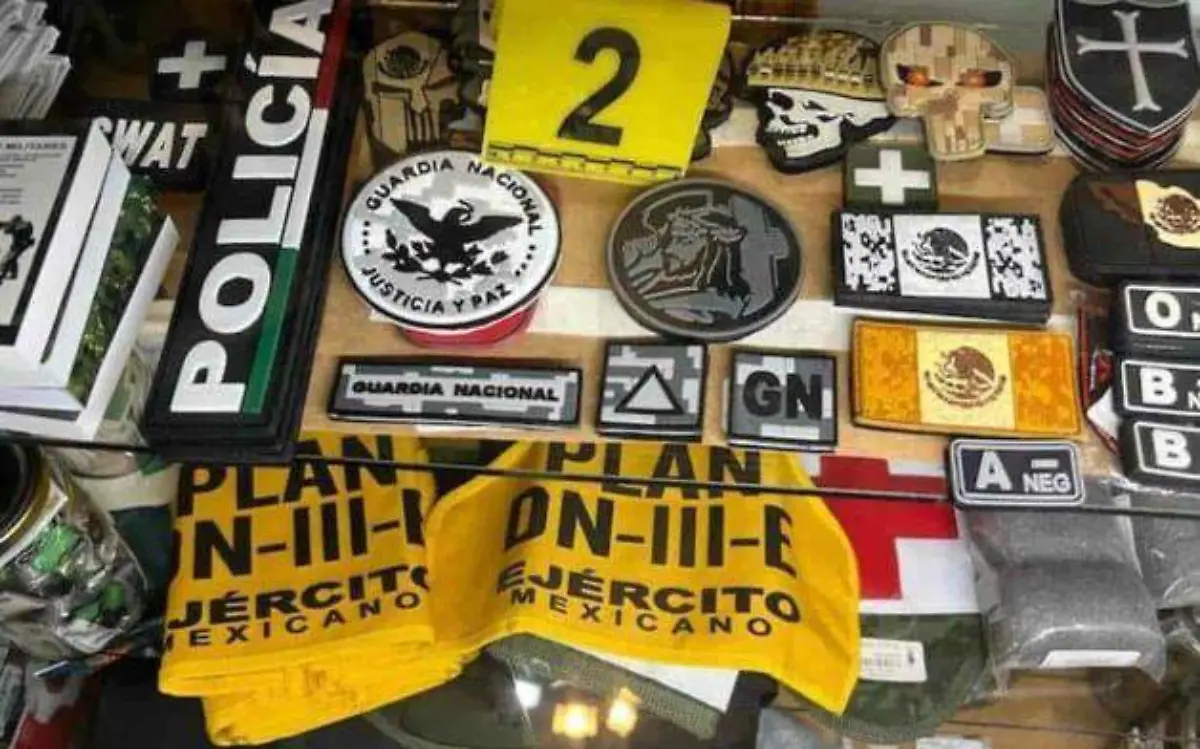 2
SWAT
POLICÍA
MILITARES
GUARDIA NACIONAL
JUSTICIA Y PAZ
GUARDIA NACIONAL
GN
O
B
B
A NEG
PLAN
DN-III-E
EJÉRCITO
MEXICANO
PLAN
DN-III-E
EJÉRCITO
MEXICANO